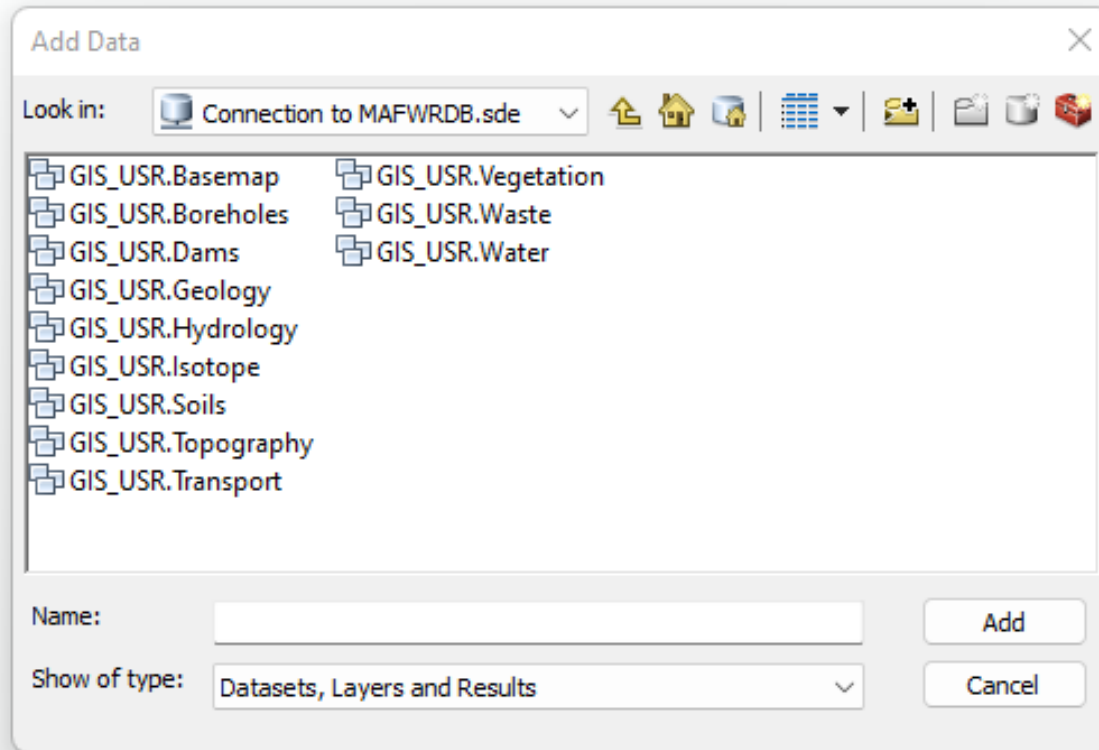 Add Data
Look in: Connection to MAFWRDB.sde
GIS_USR.Basemap
GIS_USR.Boreholes
GIS_USR.Dams
GIS_USR.Geology
GIS_USR.Hydrology
GIS_USR.Isotope
GIS_USR.Soils
GIS_USR.Topography
GIS_USR.Transport
GIS_USR.Vegetation
GIS_USR.Waste
GIS_USR.Water
Name:
Add
Show of type: Datasets, Layers and Results
Cancel